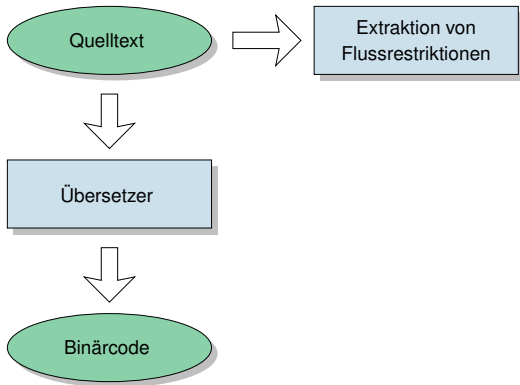 Quelltext
Extraktion von
Flussrestriktionen
Übersetzer
Binärcode